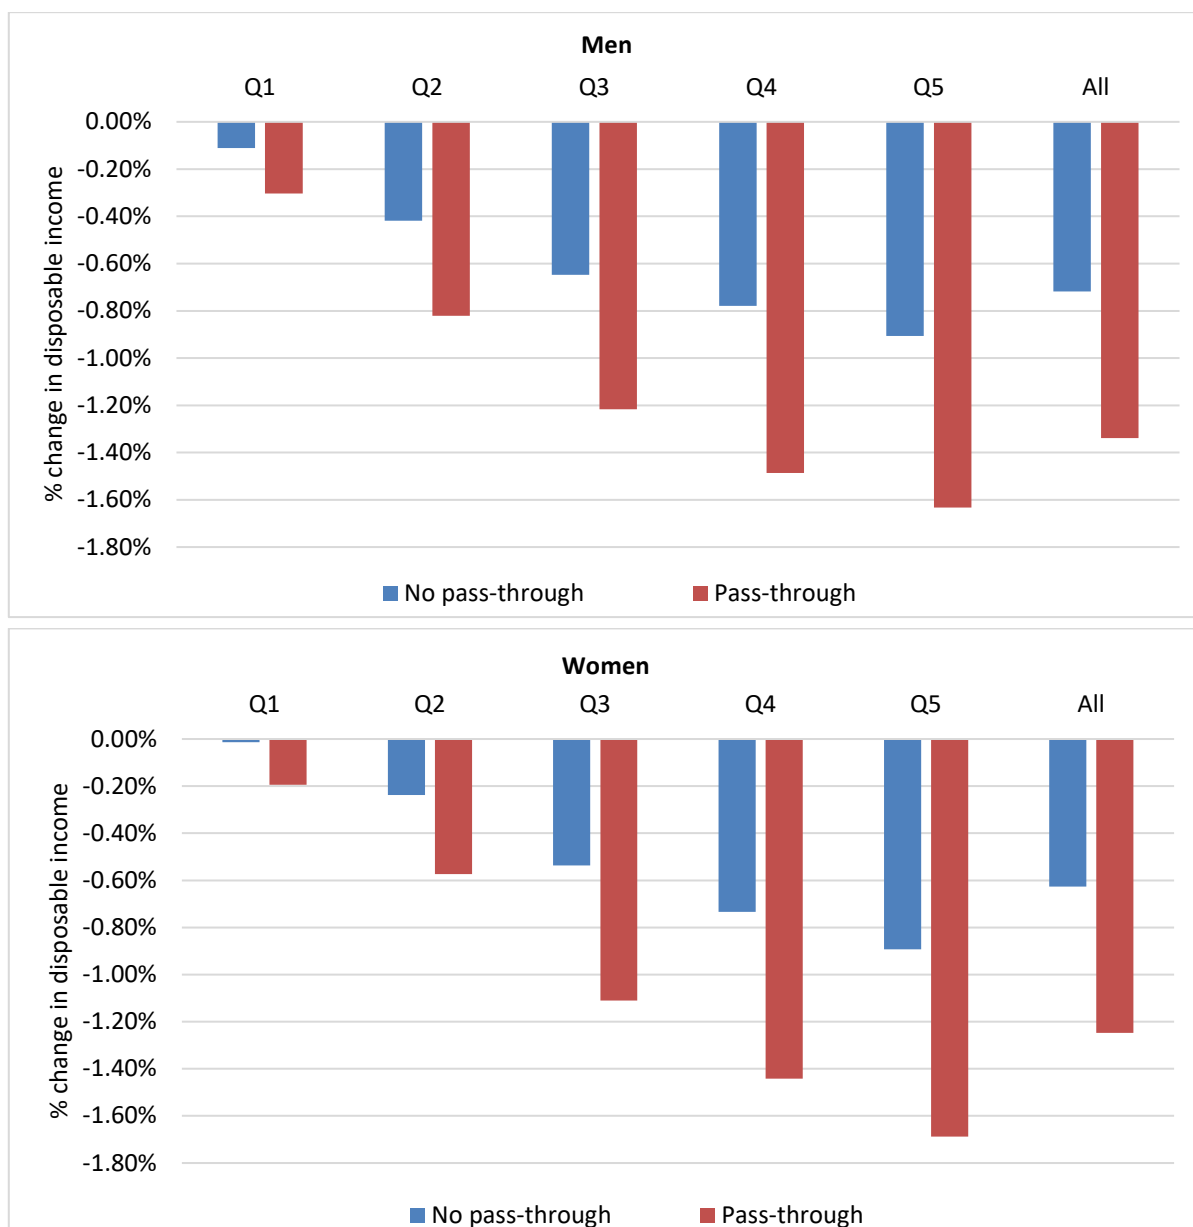 Men
Q1 Q2 Q3 Q4 Q5 All
0.00%
-0.20%
-0.40%
-0.60%
-0.80%
-1.00%
-1.20%
-1.40%
-1.60%
-1.80%
% change in disposable income
No pass-through Pass-through
Women
Q1 Q2 Q3 Q4 Q5 All
0.00%
-0.20%
-0.40%
-0.60%
-0.80%
-1.00%
-1.20%
-1.40%
-1.60%
-1.80%
% change in disposable income
No pass-through Pass-through